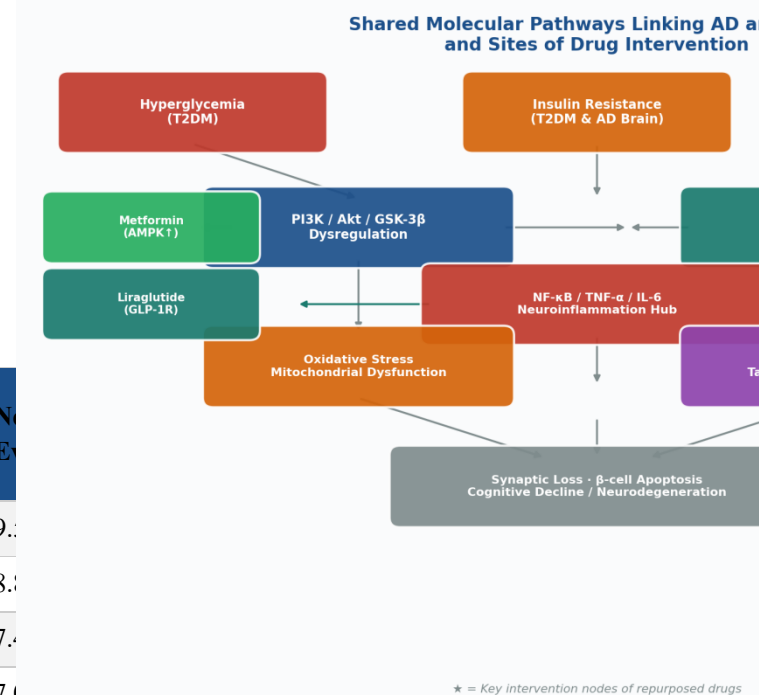 Shared Molecular Pathways Linking AD
and Sites of Drug Intervention
Hyperglycemia
(T2DM)
Insulin Resistance
(T2DM & AD Brain)
Metformin
(AMPK↑)
PI3K / Akt / GSK-3β
Dysregulation
Liraglutide
(GLP-1R)
NF-κB / TNF-α / IL-6
Neuroinflammation Hub
Oxidative Stress
Mitochondrial Dysfunction
Synaptic Loss · β-cell Apoptosis
Cognitive Decline / Neurodegeneration
★ = Key intervention nodes of repurposed drugs